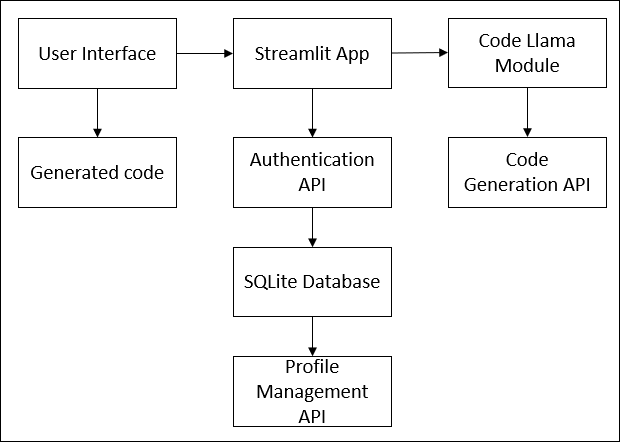 User Interface
Streamlit App
Code Llama
Module
Generated code
Authentication
API
Code
Generation API
SQLite Database
Profile
Management
API